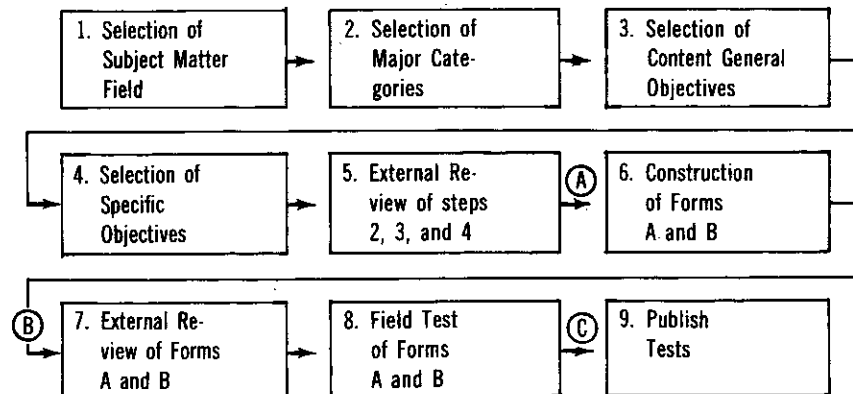 1. Selection of
Subject Matter
Field
2. Selection of
Major Cate-
gories
3. Selection of
Content General
Objectives
4. Selection of
Specific
Objectives
5. External Re-
view of steps
2, 3, and 4
A
6. Construction
of Forms
A and B
B
7. External Re-
view of Forms
A and B
8. Field Test
of Forms
A and B
C
9. Publish
Tests